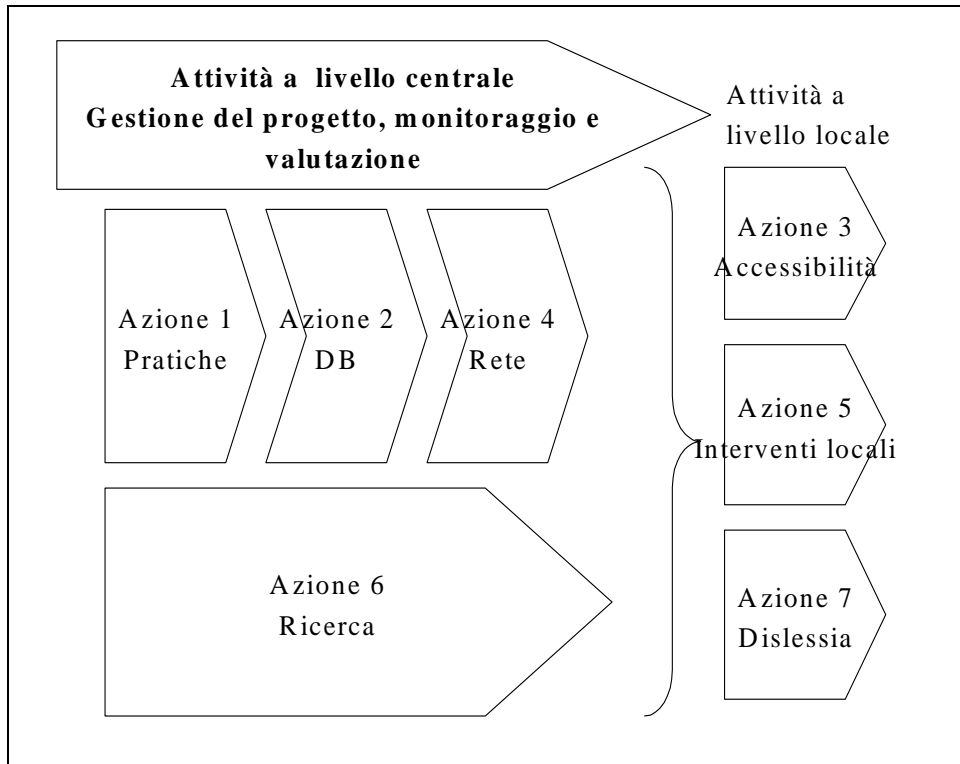 Attività a livello centrale
Gestione del progetto, monitoraggio e
valutazione
Attività a
livello locale
Azione 1
Pratiche
Azione 2
DB
Azione 4
Rete
Azione 6
Ricerca
Azione 3
Accessibilità
Azione 5
Interventi locali
Azione 7
Dislessia